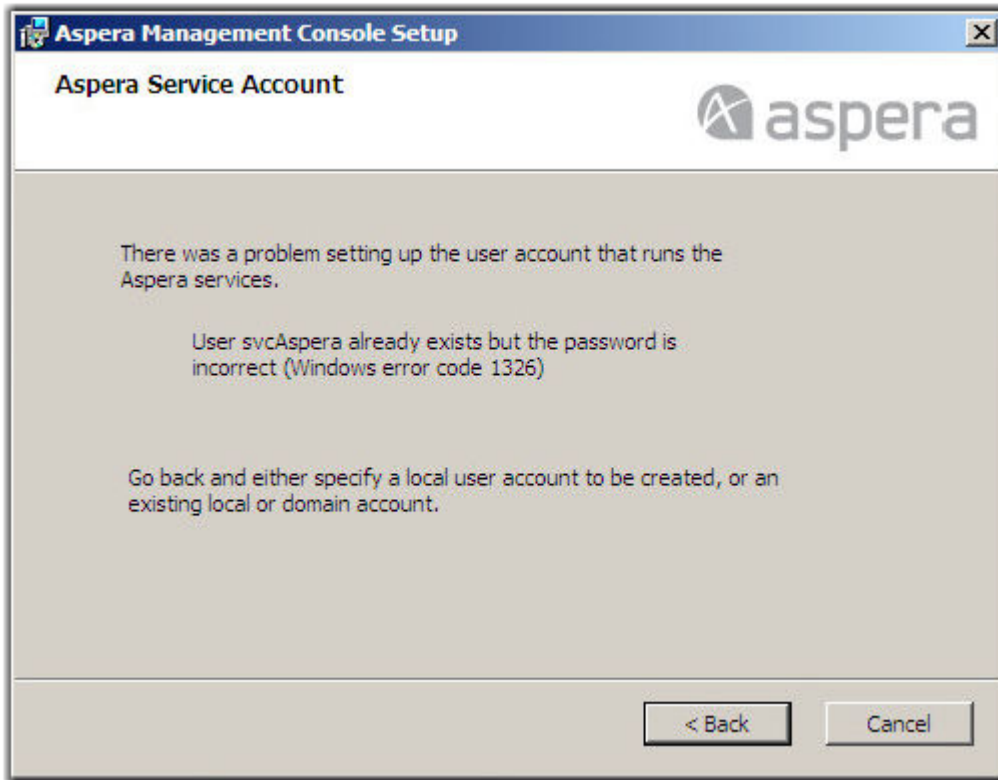 Aspera Management Console Setup
Aspera Service Account
aspera
There was a problem setting up the user account that runs the
Aspera services.
User svcAspera already exists but the password is
incorrect (Windows error code 1326)
Go back and either specify a local user account to be created, or an
existing local or domain account.
< Back
Cancel